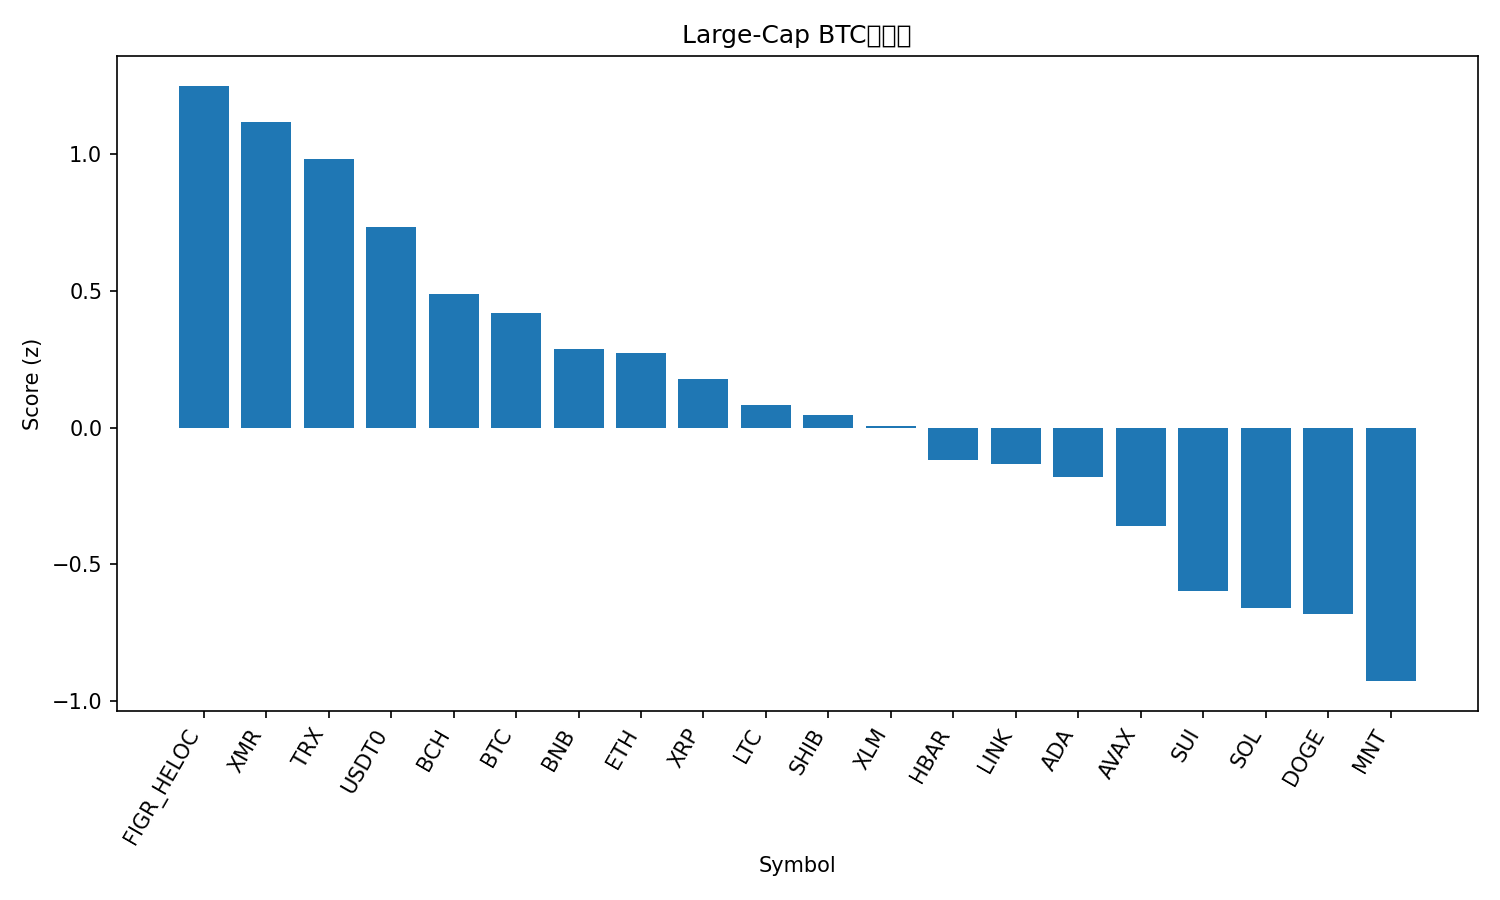 Large-Cap BTC
Score (z)
1.0
0.5
0.0
−0.5
−1.0
FIGR_HELOC
XMR
TRX
USDT0
BCH
BTC
BNB
ETH
XRP
LTC
SHIB
XLM
HBAR
LINK
ADA
AVAX
SUI
SOL
DOGE
MNT
Symbol